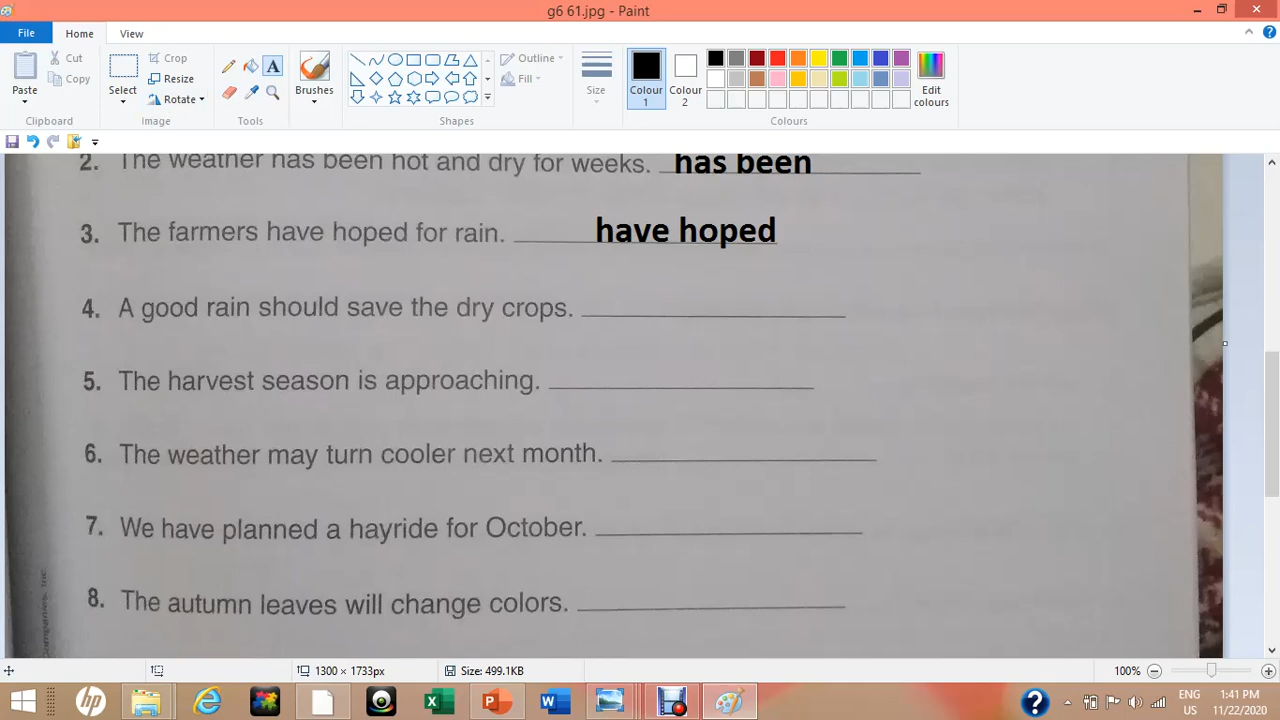 g6 61.jpg - Paint
File Home View
Paste Cut Copy Clipboard
Select Crop Resize Rotate Image
A Tools
Brushes
Outline Fill Shapes
Size
Colour 1 Colour 2 Edit colours Colours
2. The weather has been hot and dry for weeks. has been
3. The farmers have hoped for rain. have hoped
4. A good rain should save the dry crops.
5. The harvest season is approaching.
6. The weather may turn cooler next month.
7. We have planned a hayride for October.
8. The autumn leaves will change colors.
1300 × 1733px Size: 499.1KB 100%
hp ENG 1:41 PM
US 11/22/2020